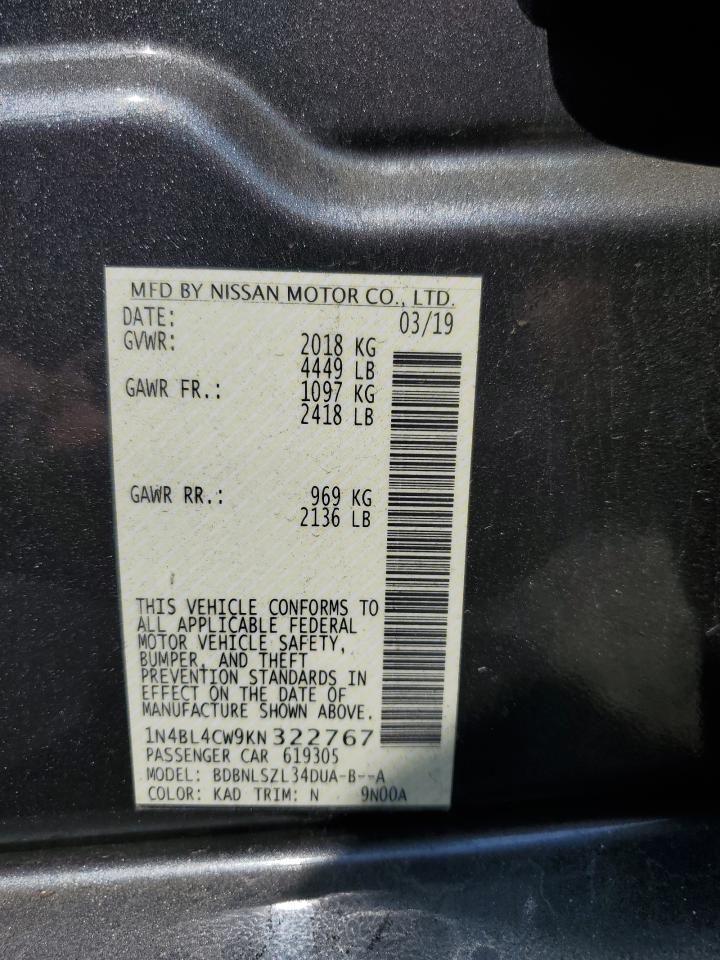 MFD BY NISSAN MOTOR CO., LTD.
DATE: 03/19
GVWR: 2018 KG
4449 LB
GAWR FR.: 1097 KG
2418 LB
GAWR RR.: 969 KG
2136 LB
THIS VEHICLE CONFORMS TO
ALL APPLICABLE FEDERAL
MOTOR VEHICLE SAFETY,
BUMPER, AND THEFT
PREVENTION STANDARDS IN
EFFECT ON THE DATE OF
MANUFACTURE SHOWN ABOVE.
1N4BL4CW9KN322767
PASSENGER CAR 619305
MODEL: BDBNLSZL34DUA-B--A
COLOR: KAD TRIM: N 9N00A